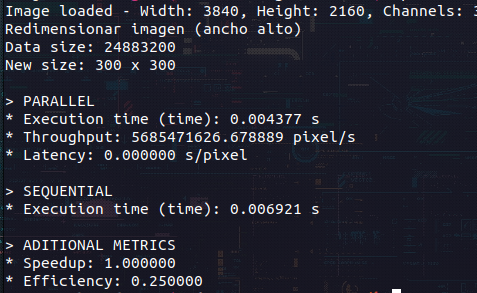 Image loaded - Width: 3840, Height: 2160, Channels: 3
Redimensionar imagen (ancho alto)
Data size: 24883200
New size: 300 x 300
> PARALLEL
* Execution time (time): 0.004377 s
* Throughput: 5685471626.678889 pixel/s
* Latency: 0.000000 s/pixel
> SEQUENTIAL
* Execution time (time): 0.006921 s
> ADITIONAL METRICS
* Speedup: 1.000000
* Efficiency: 0.250000